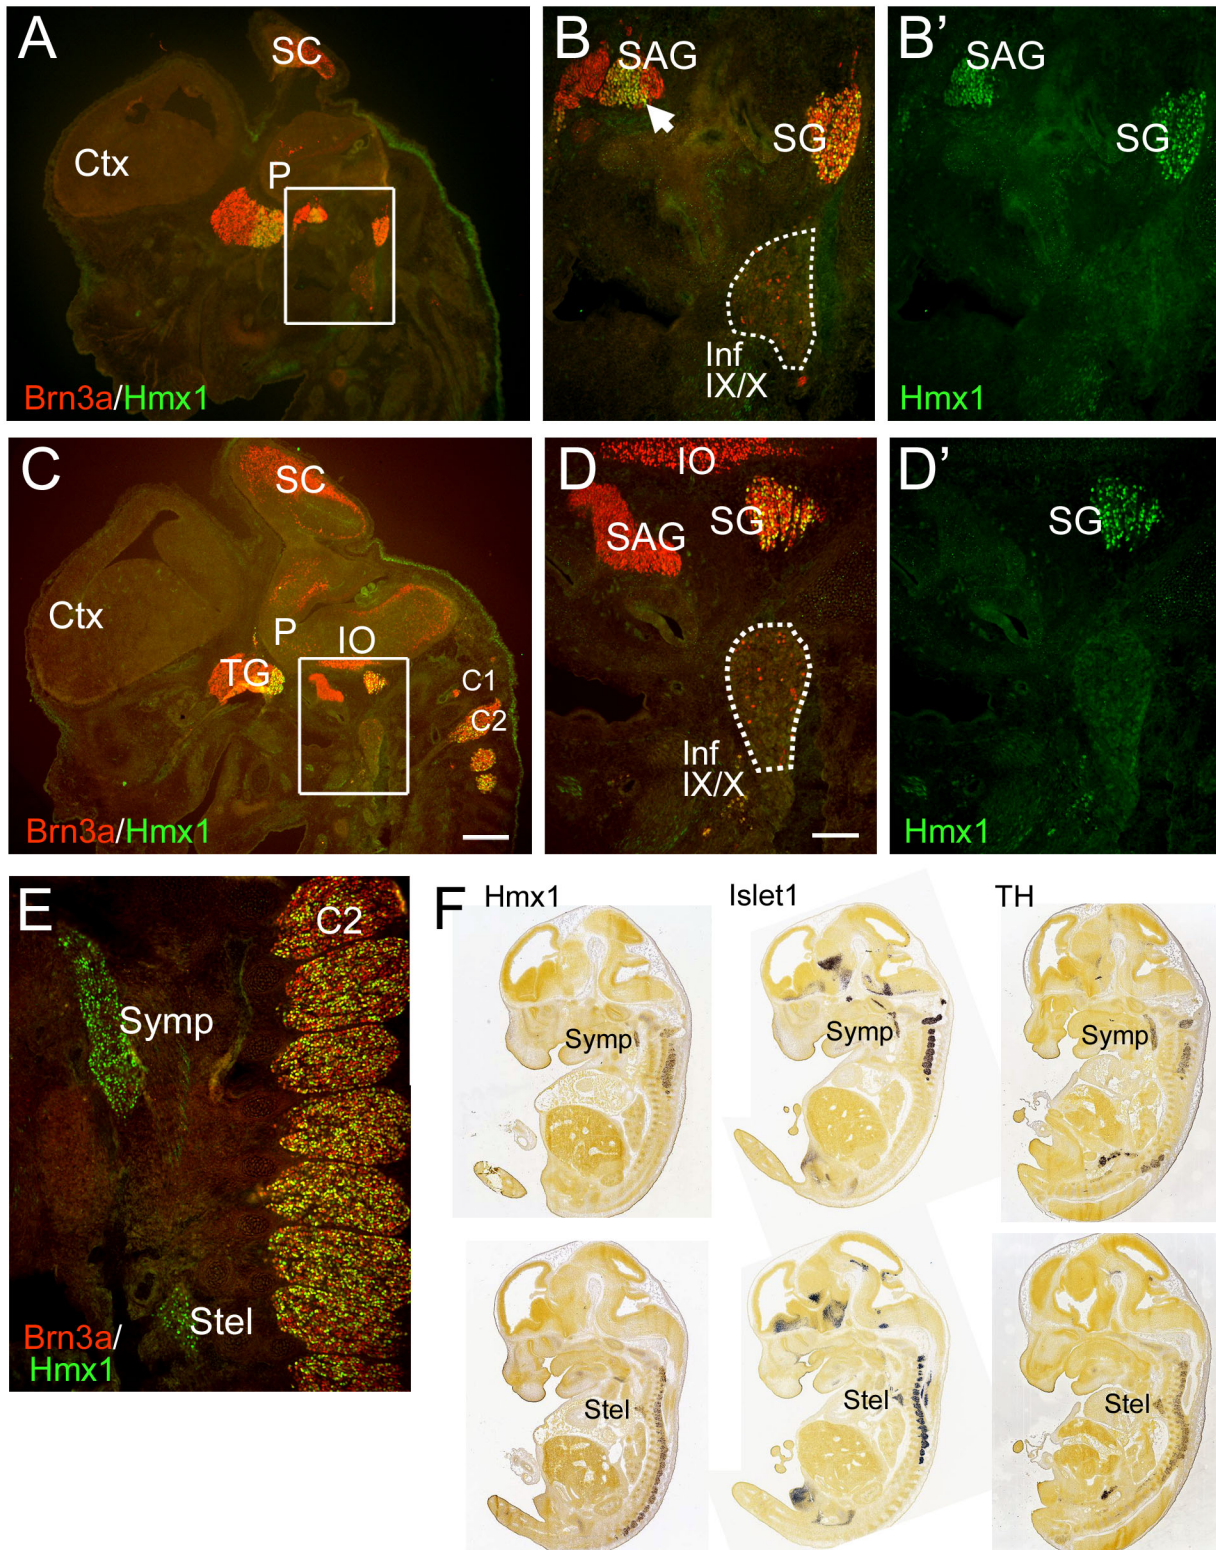 A
SC
Ctx
P
Brn3a/Hmx1
B
SAG
SG
Inf
IX/X
B’
SAG
SG
Hmx1
C
SC
Ctx
P
IO
TG
C1
C2
Brn3a/Hmx1
D
IO
SAG
SG
Inf
IX/X
D’
SG
Hmx1
E
C2
Symp
Stel
Brn3a/
Hmx1
F
Hmx1
Islet1
TH
Symp
Symp
Symp
Stel
Stel
Stel